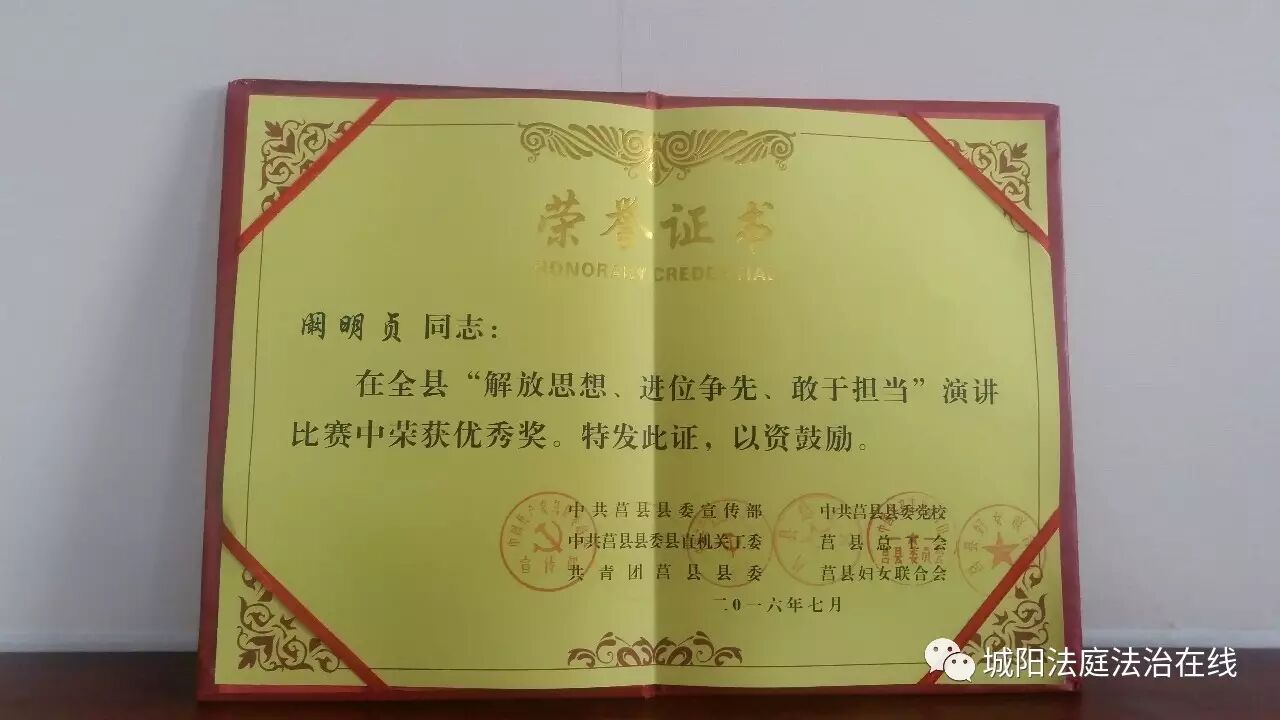 荣誉证书
HONORARY CREDENTIAL
阚明贞 同志:
在全县“解放思想、进位争先、敢于担当”演讲
比赛中荣获优秀奖。特发此证,以资鼓励。
中共莒县县委宣传部 中共莒县县委党校
中共莒县县委县直机关工委 莒县总工会
共青团莒县县委 莒县妇女联合会
二〇一六年七月
城阳法庭法治在线